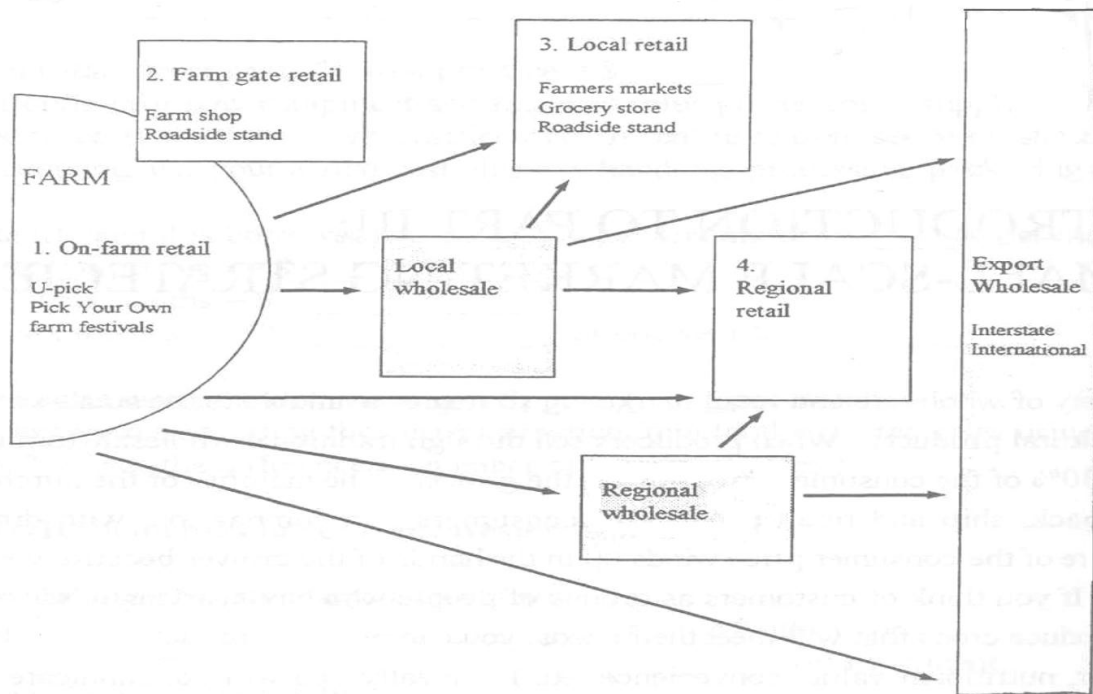 2. Farm gate retail
Farm shop
Roadside stand
3. Local retail
Farmers markets
Grocery store
Roadside stand
FARM
1. On-farm retail
U-pick
Pick Your Own
farm festivals
Local
wholesale
4.
Regional
retail
Export
Wholesale
Interstate
International
Regional
wholesale